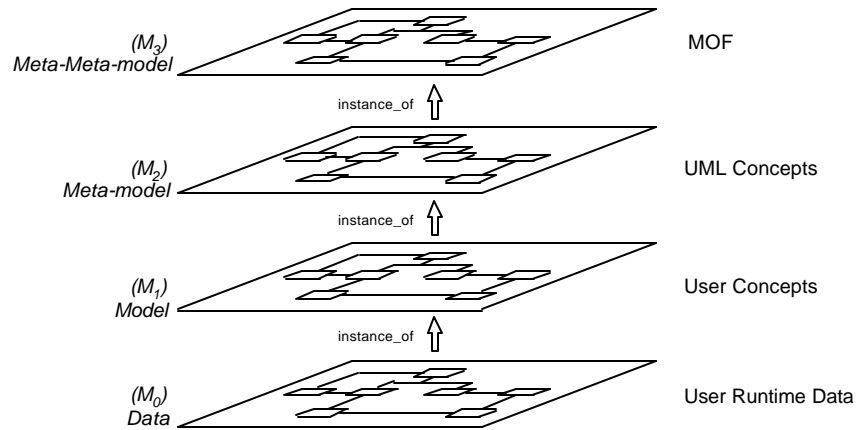 (M3)
Meta-Meta-model
MOF
instance_of
(M2)
Meta-model
UML Concepts
instance_of
(M1)
Model
User Concepts
instance_of
(M0)
Data
User Runtime Data